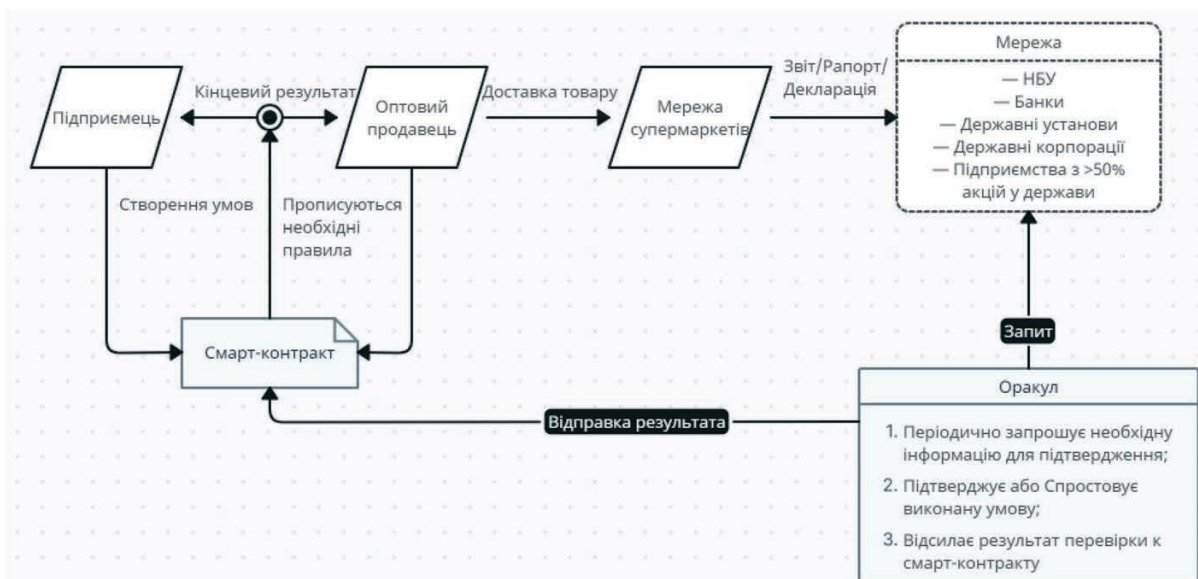 Підприємець
Кінцевий результат
Оптовий
продавець
Доставка товару
Мережа
супермаркетів
Звіт/Рапорт/
Декларація
Мережа
— НБУ
— Банки
— Державні установи
— Державні корпорації
— Підприємства з >50%
акцій у держави
Створення умов
Прописуються
необхідні
правила
Смарт-контракт
Запит
Відправка результата
Оракул
1. Періодично запрошує необхідну
інформацію для підтвердження;
2. Підтверджує або Спростовує
виконану умову;
3. Відсилає результат перевірки к
смарт-контракту